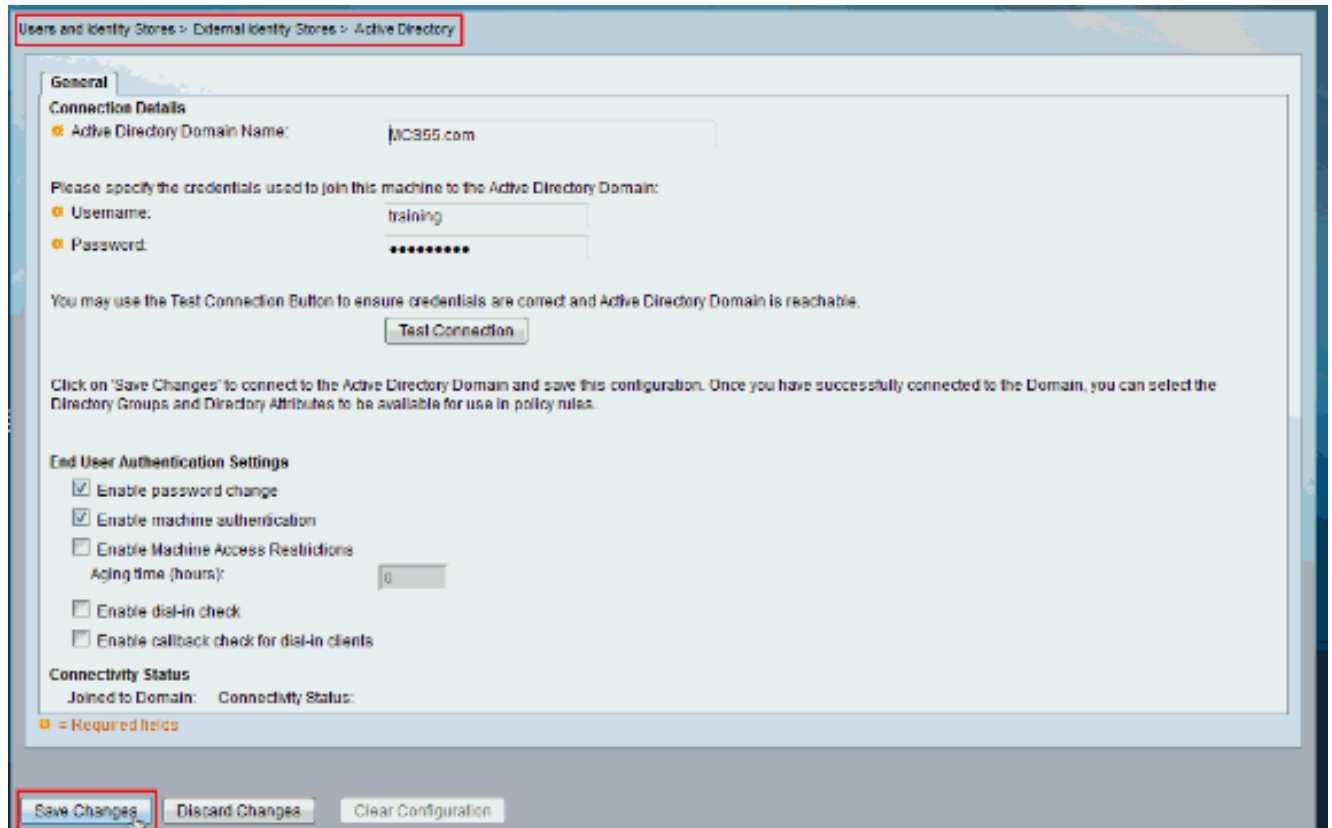 Users and Identity Stores > External Identity Stores > Active Directory
General
Connection Details
Active Directory Domain Name: MC355.com
Please specify the credentials used to join this machine to the Active Directory Domain:
Username: training
Password: •••••••••
You may use the Test Connection Button to ensure credentials are correct and Active Directory Domain is reachable.
Test Connection
Click on 'Save Changes' to connect to the Active Directory Domain and save this configuration. Once you have successfully connected to the Domain, you can select the
Directory Groups and Directory Attributes to be available for use in policy rules.
End User Authentication Settings
Enable password change
Enable machine authentication
Enable Machine Access Restrictions
Aging time (hours): 0
Enable dial-in check
Enable callback check for dial-in clients
Connectivity Status
Joined to Domain: Connectivity Status:
= Required fields
Save Changes Discard Changes Clear Configuration